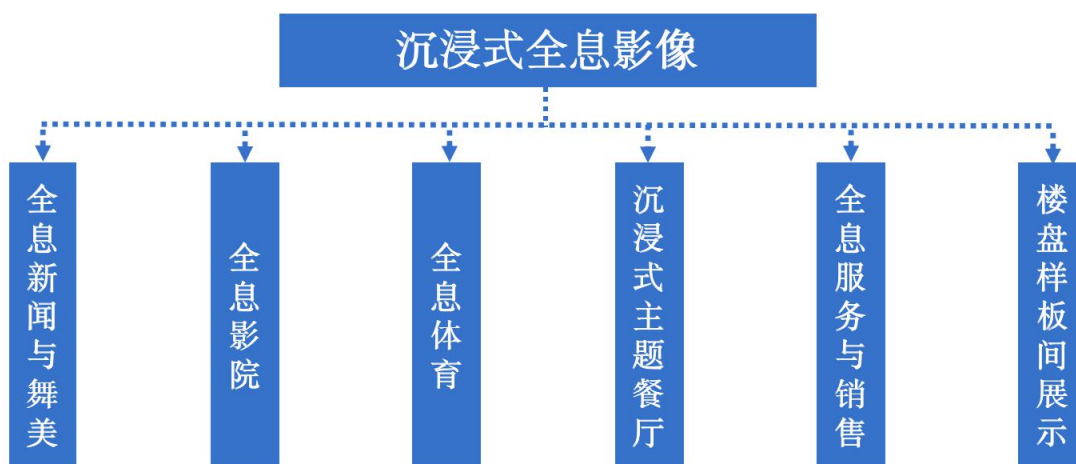 沉浸式全息影像
全息新闻与舞美
全息影院
全息体育
沉浸式主题餐厅
全息服务与销售
楼盘样板间展示